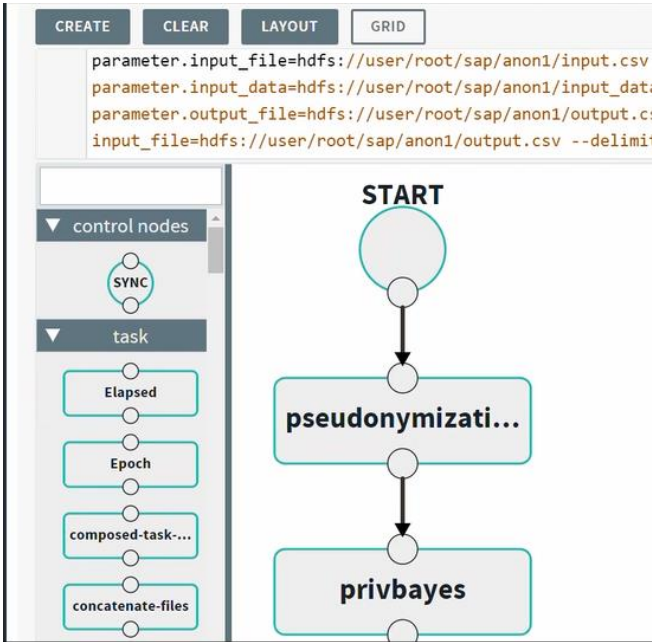 CREATE CLEAR LAYOUT GRID
parameter.input_file=hdfs://user/root/sap/anon1/input.csv
parameter.input_data=hdfs://user/root/sap/anon1/input_data
parameter.output_file=hdfs://user/root/sap/anon1/output.cs
input_file=hdfs://user/root/sap/anon1/output.csv --delimit
START
control nodes
SYNC
task
Elapsed
pseudonymizati...
Epoch
composed-task-...
privbayes
concatenate-files